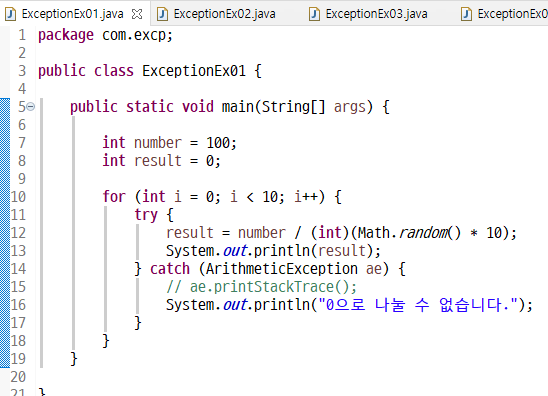 ExceptionEx01.java ExceptionEx02.java ExceptionEx03.java ExceptionEx0
1 package com.excp;
2
3 public class ExceptionEx01 {
4
5 public static void main(String[] args) {
6
7 int number = 100;
8 int result = 0;
9
10 for (int i = 0; i < 10; i++) {
11 try {
12 result = number / (int)(Math.random() * 10);
13 System.out.println(result);
14 } catch (ArithmeticException ae) {
15 // ae.printStackTrace();
16 System.out.println("0으로 나눌 수 없습니다.");
17 }
18 }
19 }
20
21 }